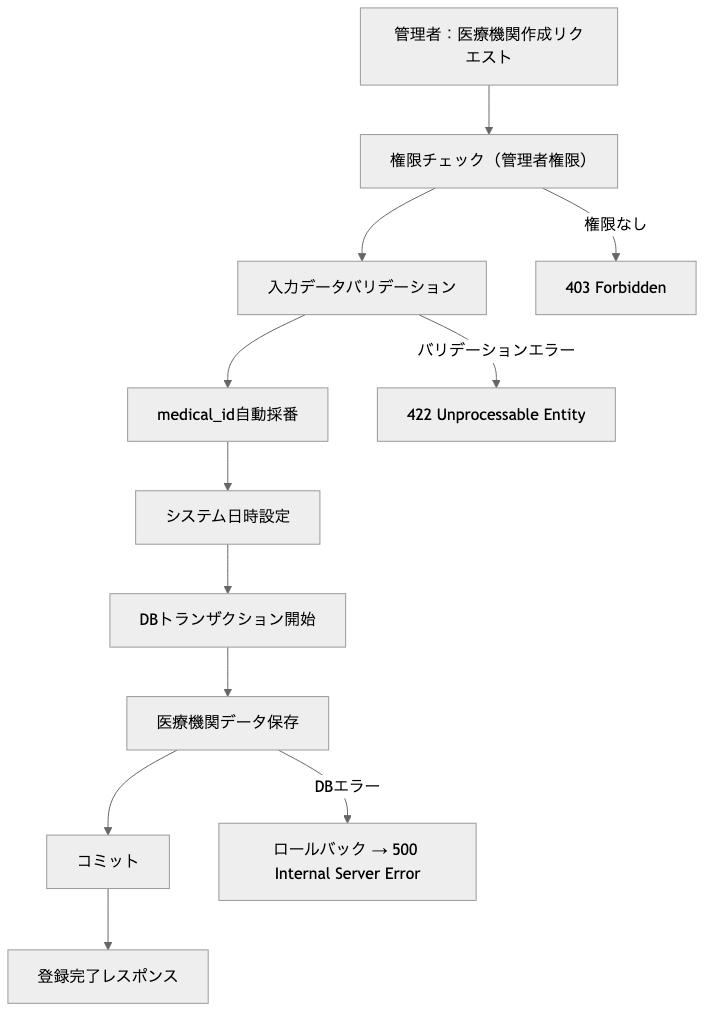 管理者：医療機関作成リク
エスト
権限チェック（管理者権限）
権限なし
入力データバリデーション
403 Forbidden
バリデーションエラー
medical_id自動採番
422 Unprocessable Entity
システム日時設定
DBトランザクション開始
医療機関データ保存
DBエラー
コミット
ロールバック → 500
Internal Server Error
登録完了レスポンス